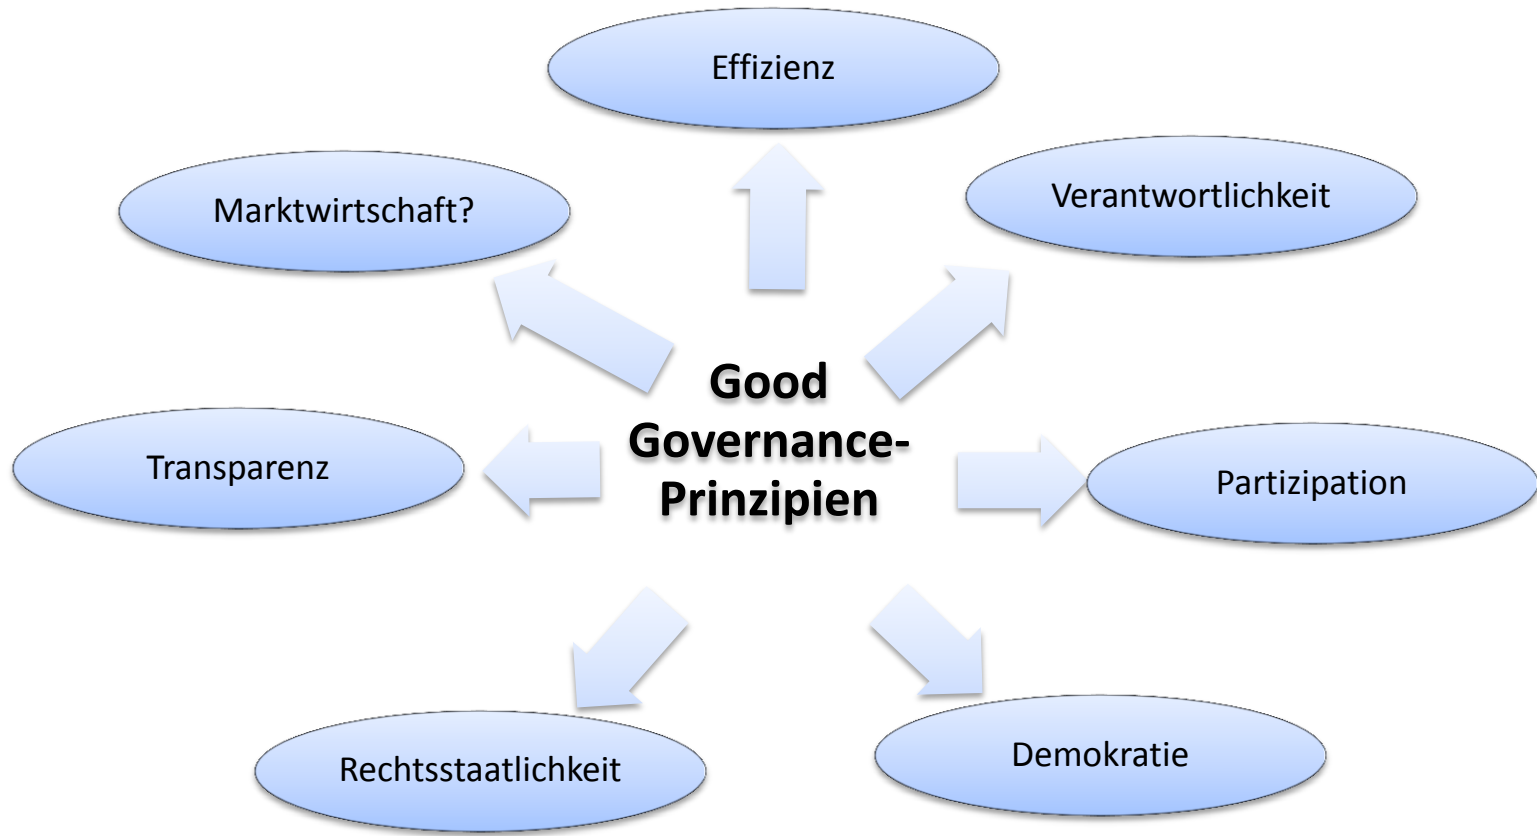 Effizienz
Marktwirtschaft?
Verantwortlichkeit
Good
Governance-
Prinzipien
Transparenz
Partizipation
Rechtsstaatlichkeit
Demokratie